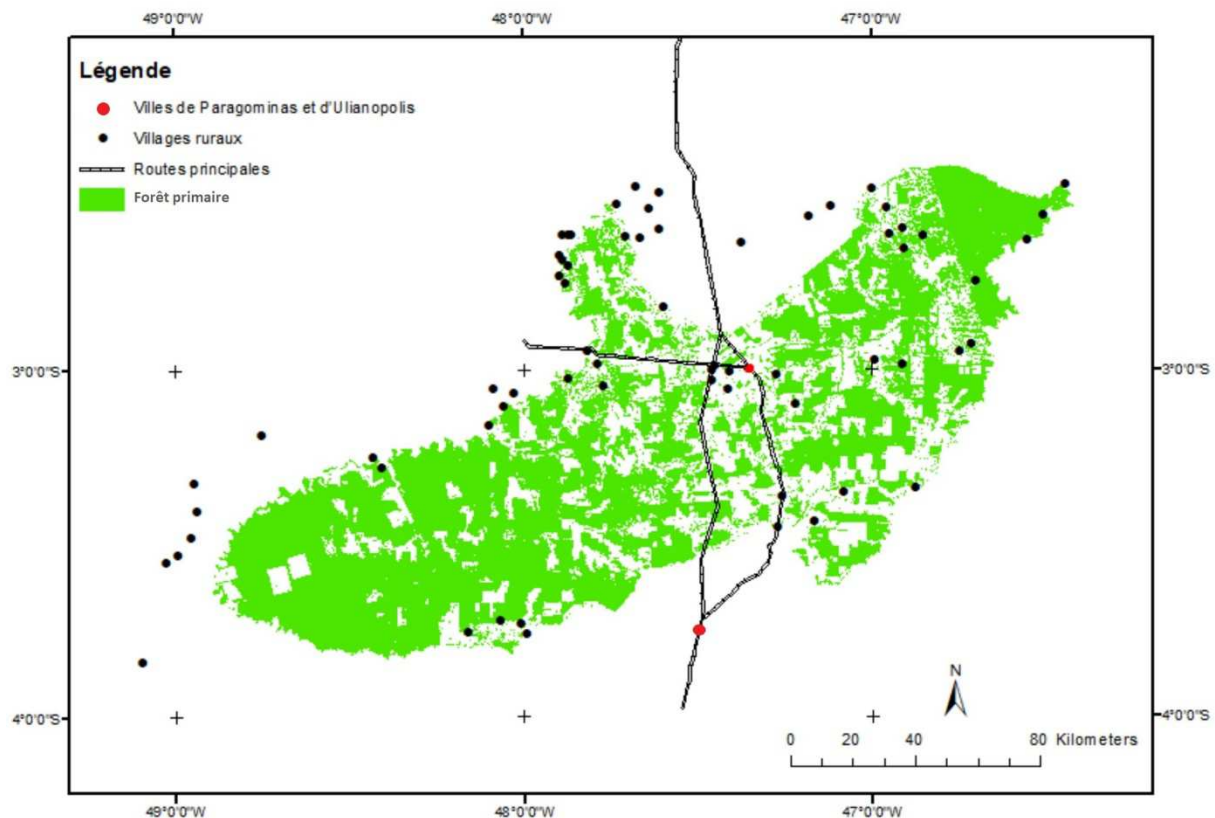 49°0'0"W 48°0'0"W 47°0'0"W
Légende
Villes de Paragominas et d'Ulianopolis
Villages ruraux
Routes principales
Forêt primaire
3°0'0"S 3°0'0"S
N
4°0'0"S 4°0'0"S
0 20 40 80 Kilometers
49°0'0"W 48°0'0"W 47°0'0"W